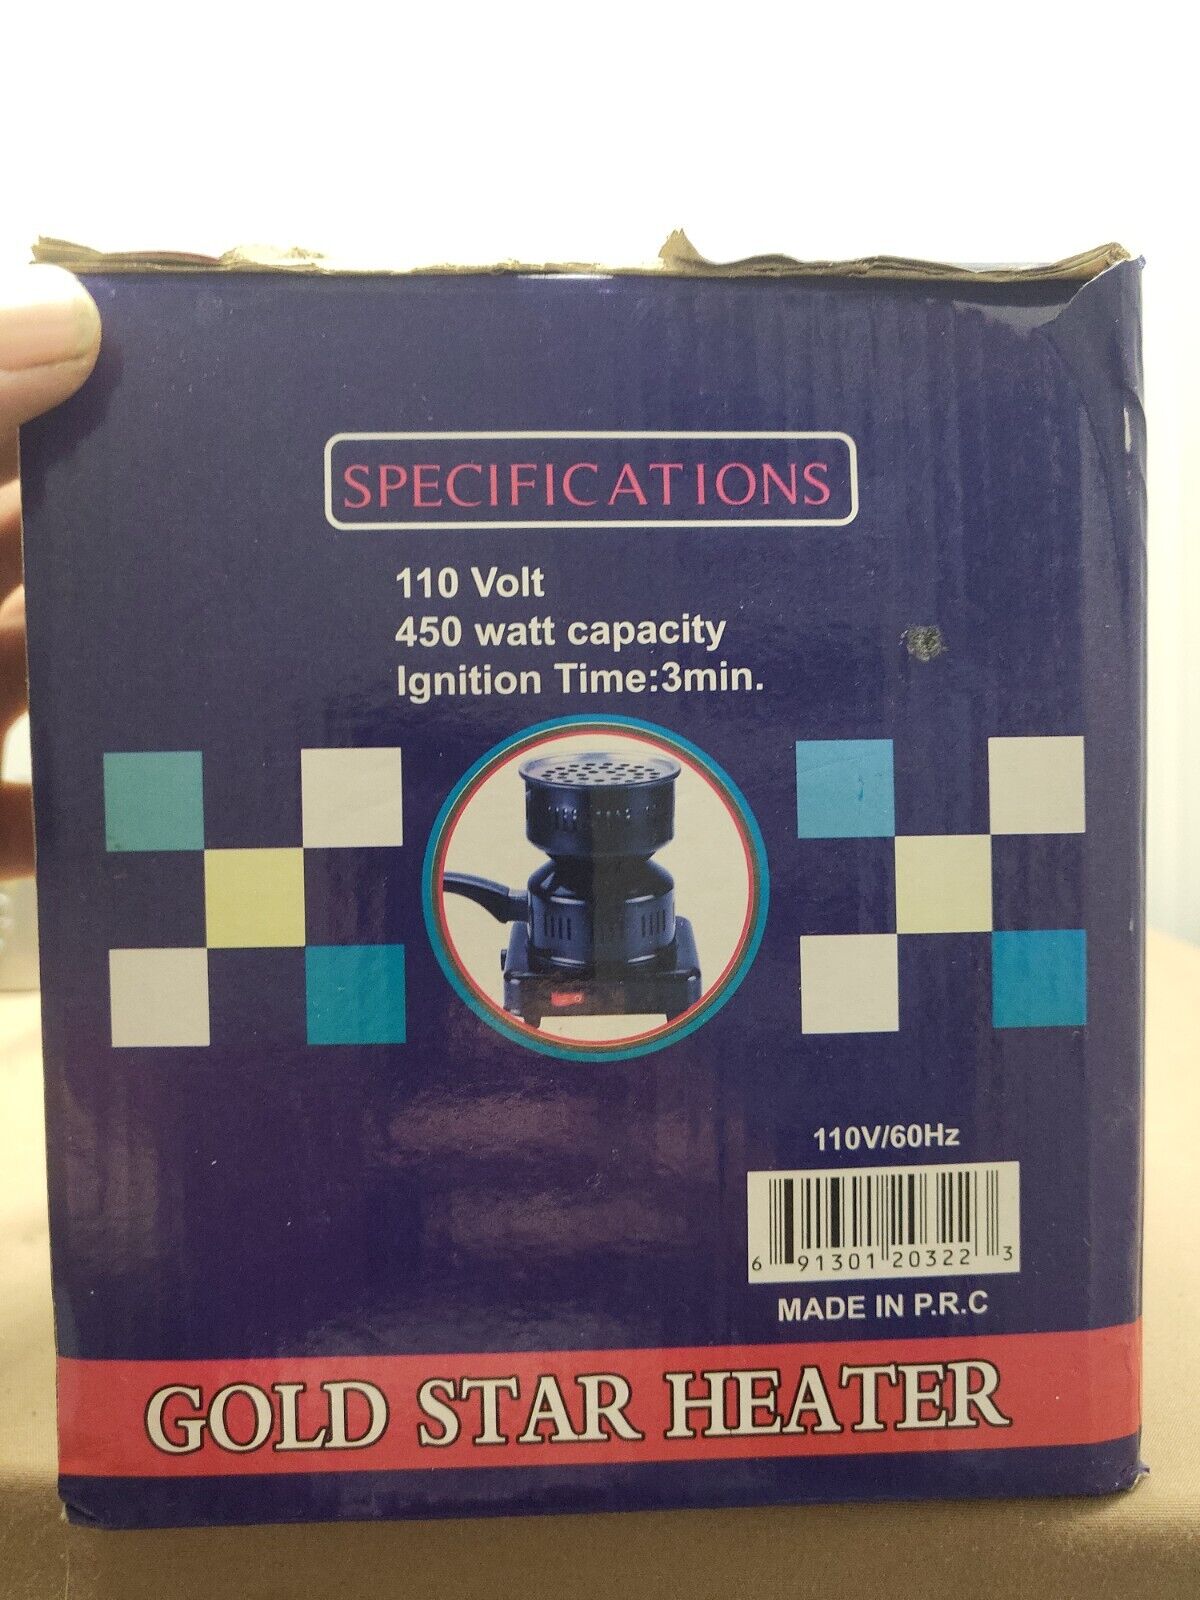 SPECIFICATIONS
110 Volt
450 watt capacity
Ignition Time:3min.
110V/60Hz
6 91301 20322 3
MADE IN P.R.C
GOLD STAR HEATER